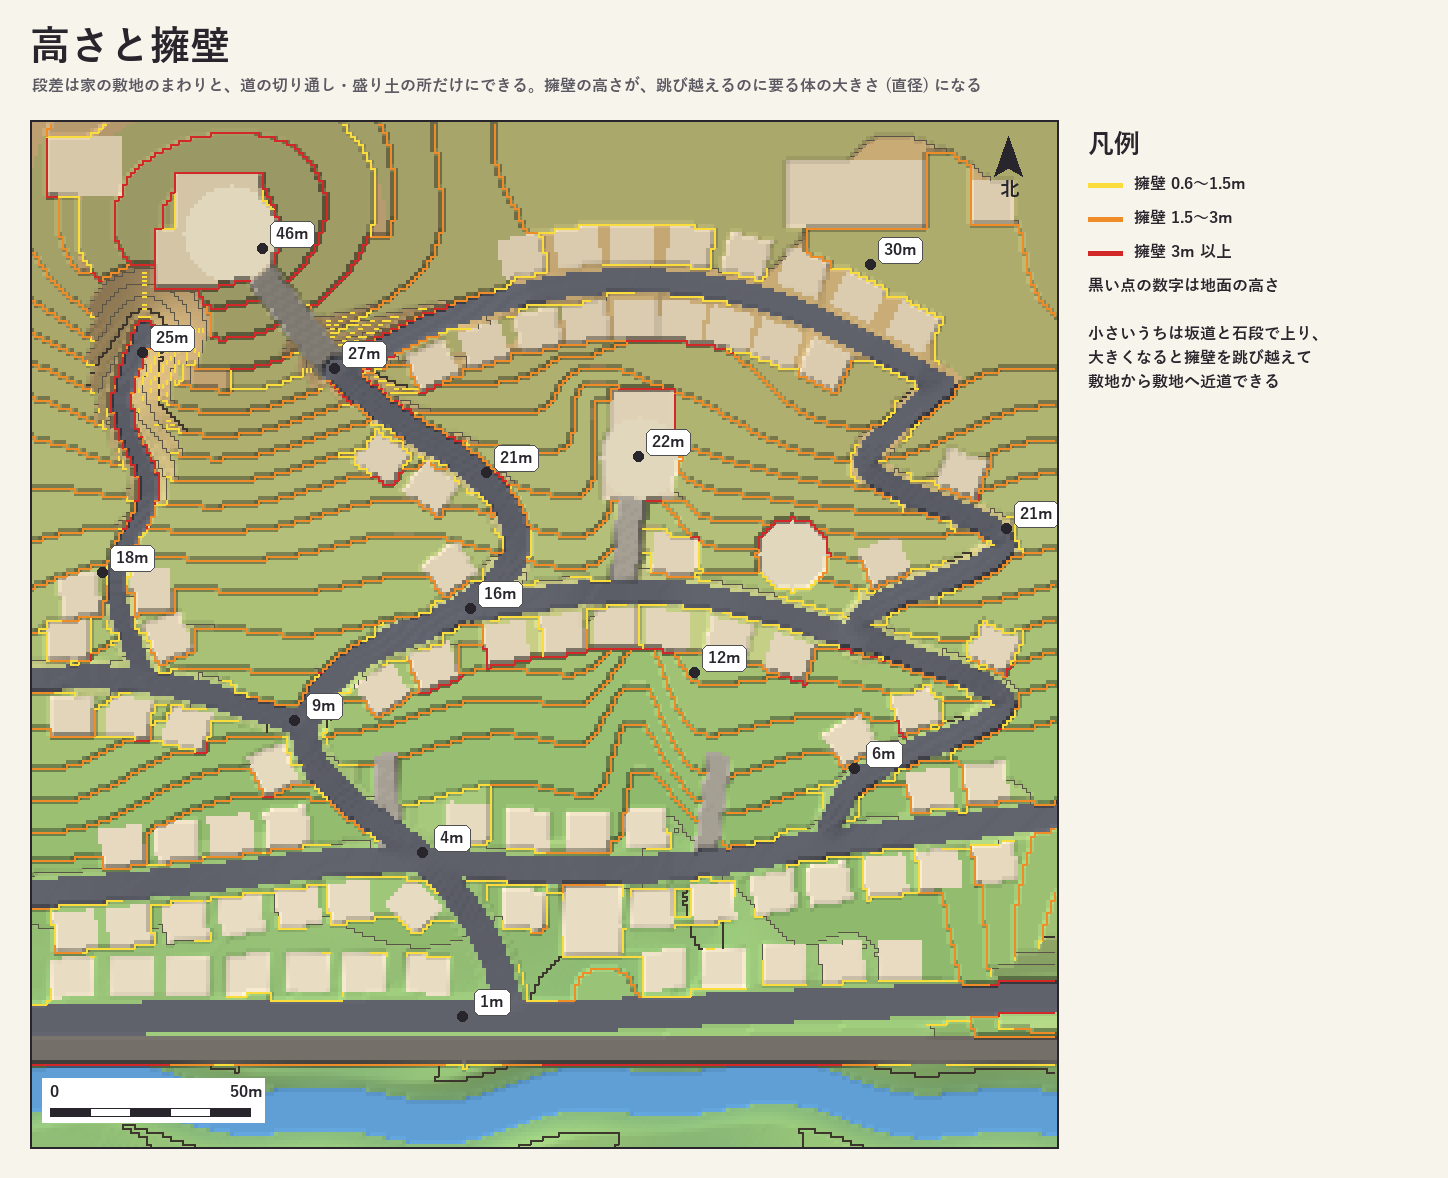 高さと擁壁
段差は家の敷地のまわりと、道の切り通し・盛り土の所だけにできる。擁壁の高さが、跳び越えるのに要る体の大きさ (直径) になる
凡例
擁壁 0.6〜1.5m
擁壁 1.5〜3m
擁壁 3m 以上
黒い点の数字は地面の高さ
小さいうちは坂道と石段で上り、
大きくなると擁壁を跳び越えて
敷地から敷地へ近道できる
北
46m
30m
25m
27m
22m
21m
21m
18m
16m
12m
9m
6m
4m
1m
0
50m